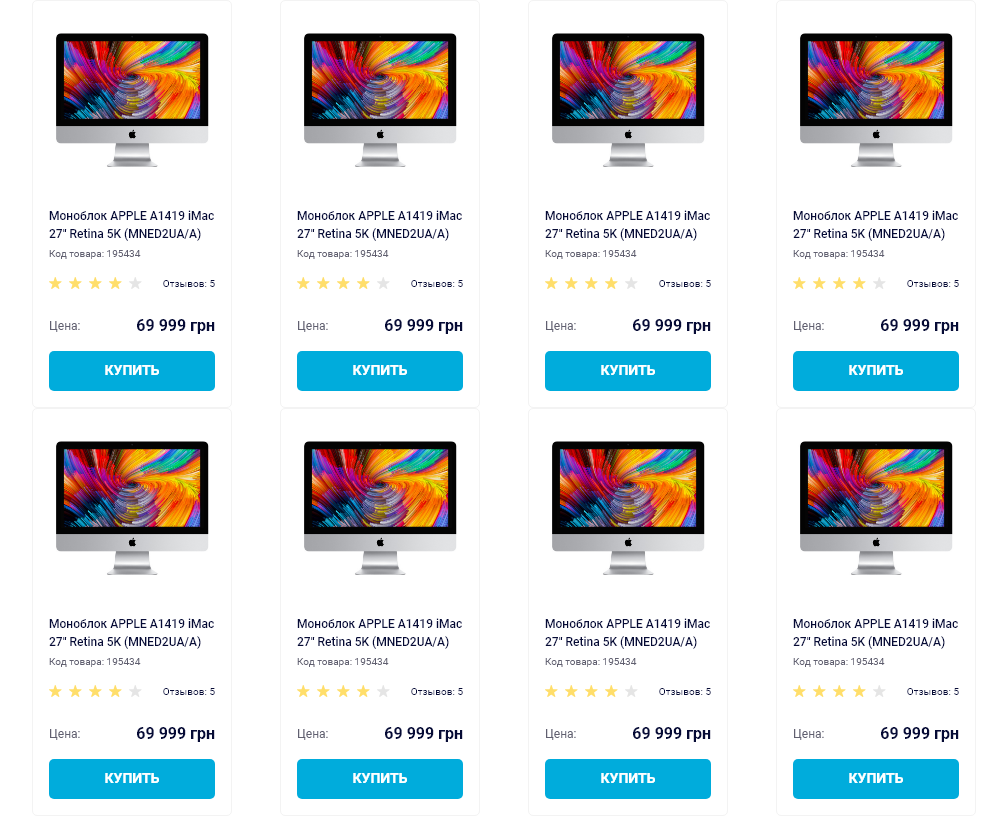 Моноблок APPLE A1419 iMac
27" Retina 5K (MNED2UA/A)
Код товара: 195434
Отзывов: 5
Цена: 69 999 грн
КУПИТЬ
Моноблок APPLE A1419 iMac
27" Retina 5K (MNED2UA/A)
Код товара: 195434
Отзывов: 5
Цена: 69 999 грн
КУПИТЬ
Моноблок APPLE A1419 iMac
27" Retina 5K (MNED2UA/A)
Код товара: 195434
Отзывов: 5
Цена: 69 999 грн
КУПИТЬ
Моноблок APPLE A1419 iMac
27" Retina 5K (MNED2UA/A)
Код товара: 195434
Отзывов: 5
Цена: 69 999 грн
КУПИТЬ
Моноблок APPLE A1419 iMac
27" Retina 5K (MNED2UA/A)
Код товара: 195434
Отзывов: 5
Цена: 69 999 грн
КУПИТЬ
Моноблок APPLE A1419 iMac
27" Retina 5K (MNED2UA/A)
Код товара: 195434
Отзывов: 5
Цена: 69 999 грн
КУПИТЬ
Моноблок APPLE A1419 iMac
27" Retina 5K (MNED2UA/A)
Код товара: 195434
Отзывов: 5
Цена: 69 999 грн
КУПИТЬ
Моноблок APPLE A1419 iMac
27" Retina 5K (MNED2UA/A)
Код товара: 195434
Отзывов: 5
Цена: 69 999 грн
КУПИТЬ